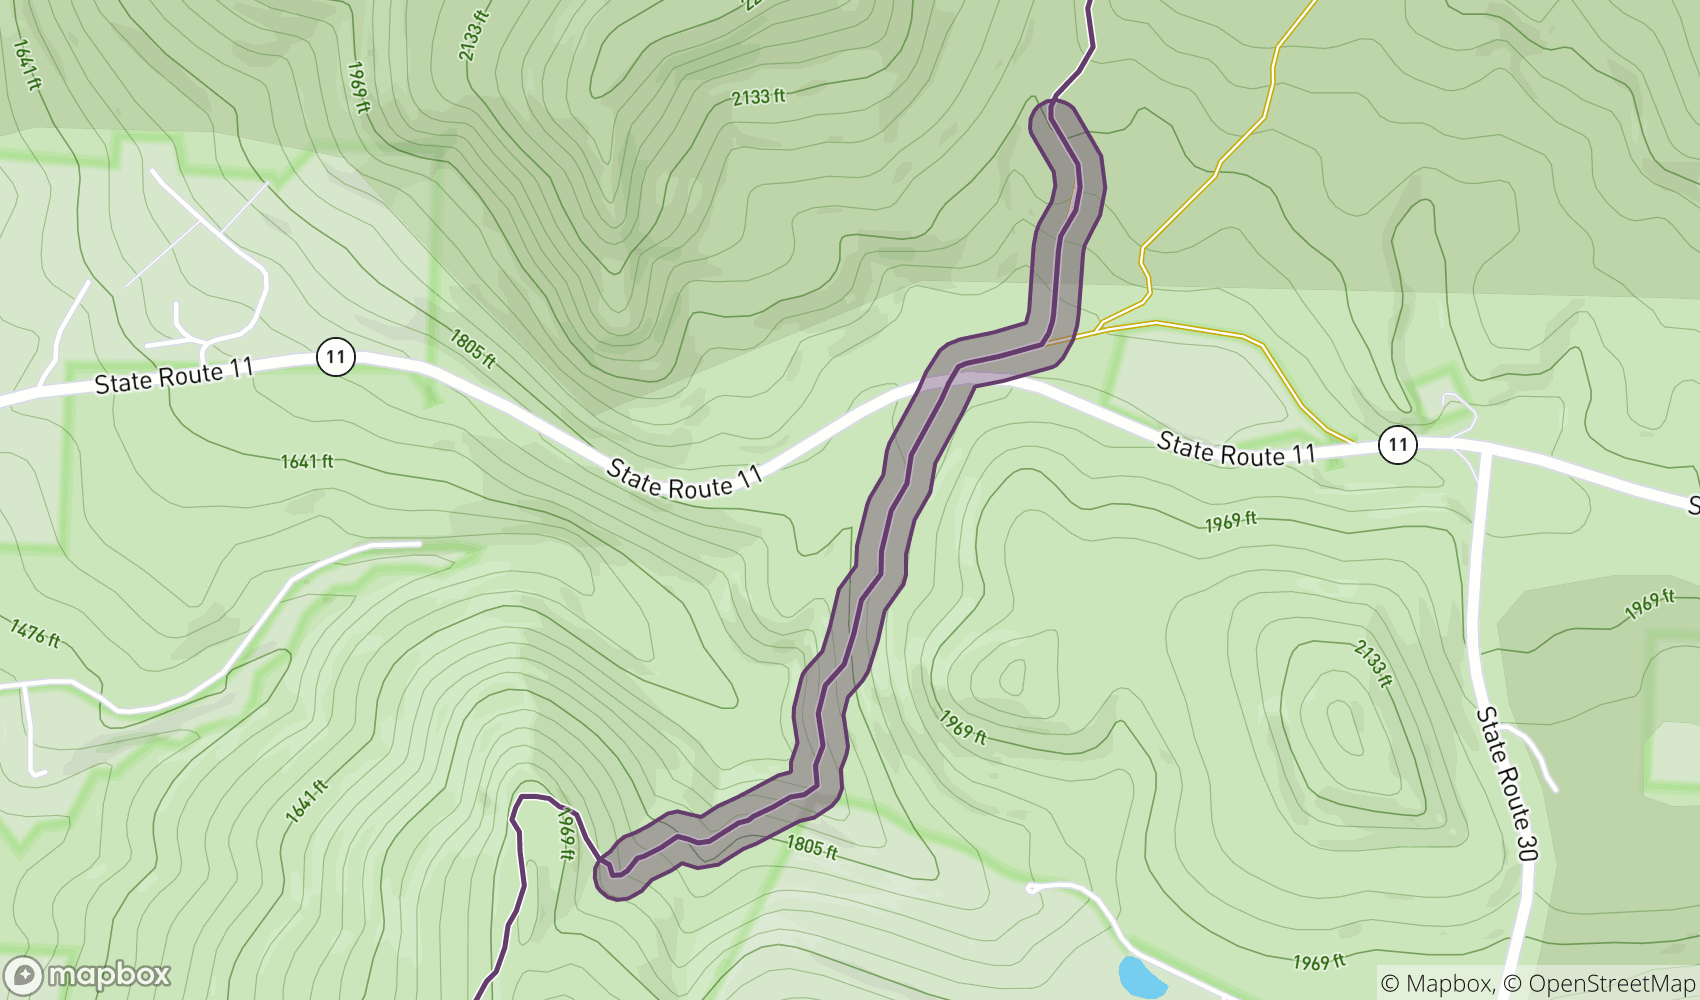 2133 ft
1641 ft
1969 ft
2133 ft
1805 ft
State Route 11
11
1641 ft
State Route 11
State Route 11
11
1969 ft
1476 ft
1969 ft
2133 ft
1969 ft
State Route 30
1641 ft
1969 ft
1805 ft
1969 ft
mapbox
© Mapbox, © OpenStreetMap